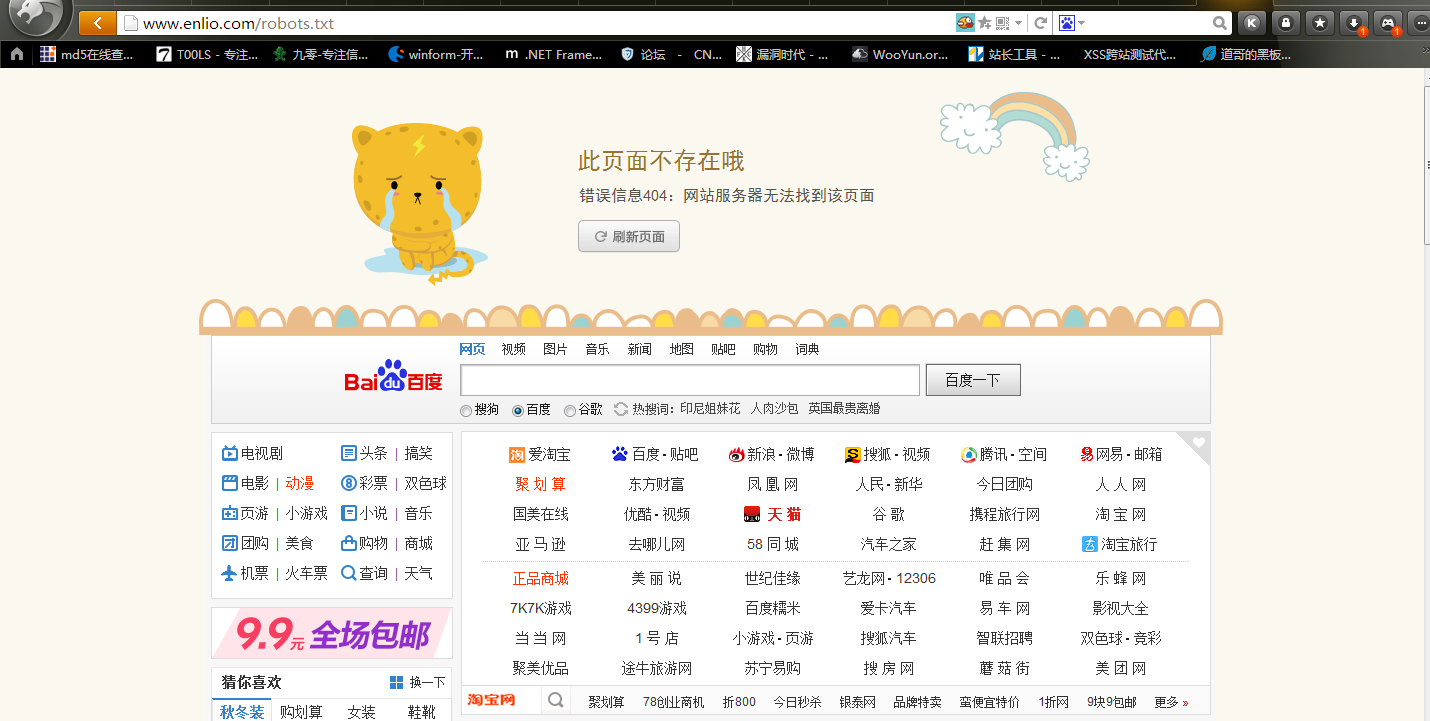 www.enlio.com/robots.txt
K
1
1
md5在线查... T00LS - 专注... 九零-专注信... winform-开... m .NET Frame... 论坛 - CN... 漏洞时代 - ... WooYun.or... 站长工具 - ... XSS跨站测试代... 道哥的黑板...
此页面不存在哦
错误信息404：网站服务器无法找到该页面
刷新页面
网页 视频 图片 音乐 新闻 地图 贴吧 购物 词典
Bai du 百度
百度一下
搜狗 百度 谷歌 热搜词: 印尼姐妹花 人肉沙包 英国最贵离婚
电视剧 头条 | 搞笑
电影 | 动漫 彩票 | 双色球
页游 | 小游戏 小说 | 音乐
团购 | 美食 购物 | 商城
机票 | 火车票 查询 | 天气
9.9元 全场包邮
猜你喜欢 换一下
秋冬装 购划算 女装 鞋靴
淘 爱淘宝 百度 - 贴吧 新浪 - 微博 搜狐 - 视频 腾讯 - 空间 网易 - 邮箱
聚 划 算 东方财富 凤 凰 网 人民 - 新华 今日团购 人 人 网
国美在线 优酷 - 视频 天 猫 谷 歌 携程旅行网 淘 宝 网
亚 马 逊 去哪儿网 58 同 城 汽车之家 赶 集 网 去 淘宝旅行
正品商城 美 丽 说 世纪佳缘 艺龙网 - 12306 唯 品 会 乐 蜂 网
7K7K游戏 4399游戏 百度糯米 爱卡汽车 易 车 网 影视大全
当 当 网 1 号 店 小游戏 - 页游 搜狐汽车 智联招聘 双色球 - 竞彩
聚美优品 途牛旅游网 苏宁易购 搜 房 网 蘑 菇 街 美 团 网
淘宝网 聚划算 78创业商机 折800 今日秒杀 银泰网 品牌特卖 蛮便宜特价 1折网 9块9包邮 更多 »